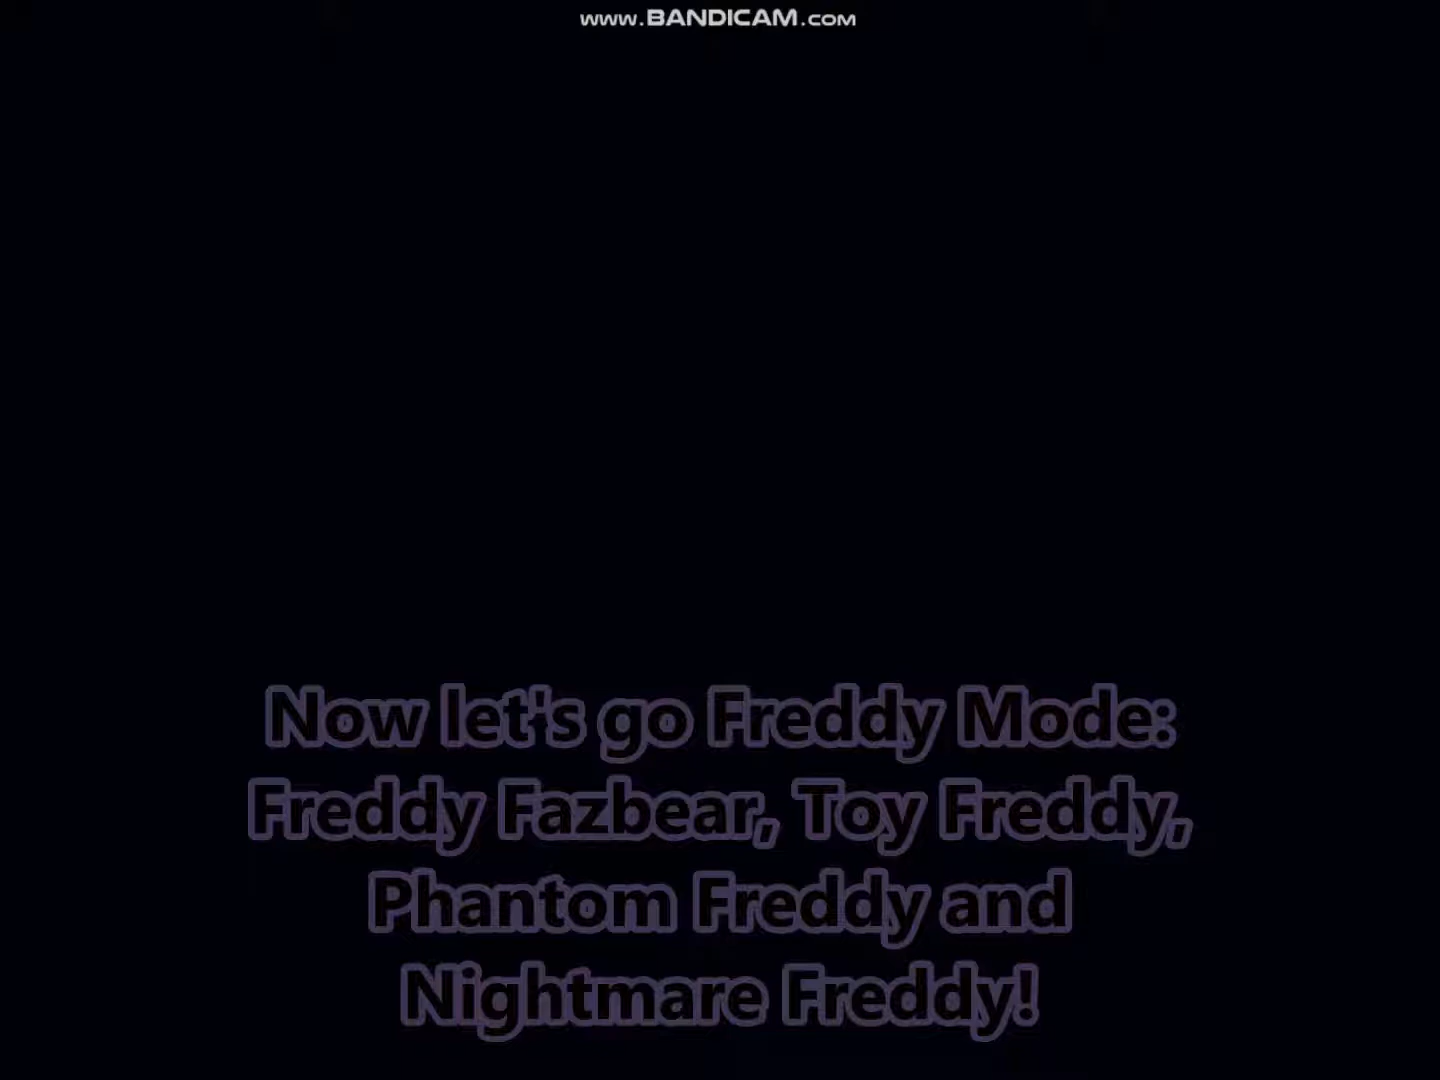 www.BANDICAM.com
Now let's go Freddy Mode:
Freddy Fazbear, Toy Freddy,
Phantom Freddy and
Nightmare Freddy!